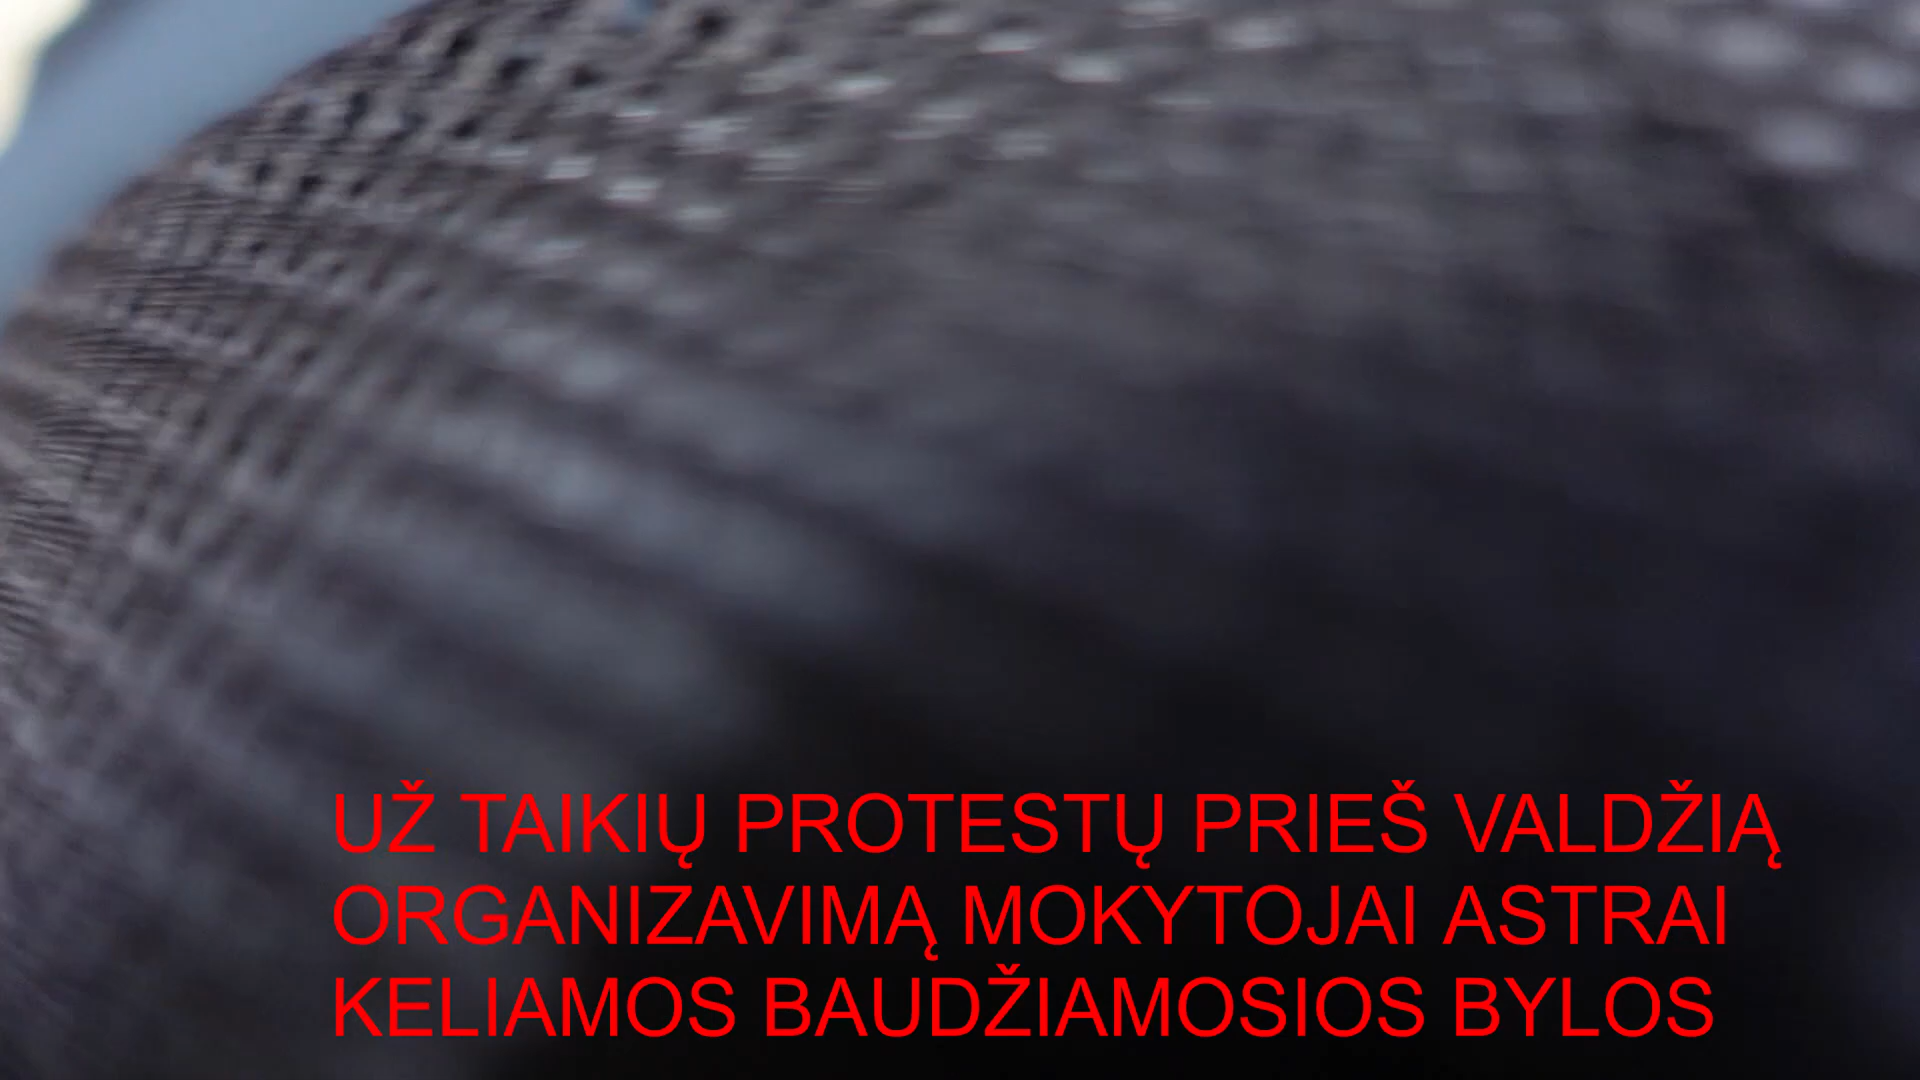 UŽ TAIKIŲ PROTESTŲ PRIEŠ VALDŽIĄ
ORGANIZAVIMĄ MOKYTOJAI ASTRAI
KELIAMOS BAUDŽIAMOSIOS BYLOS